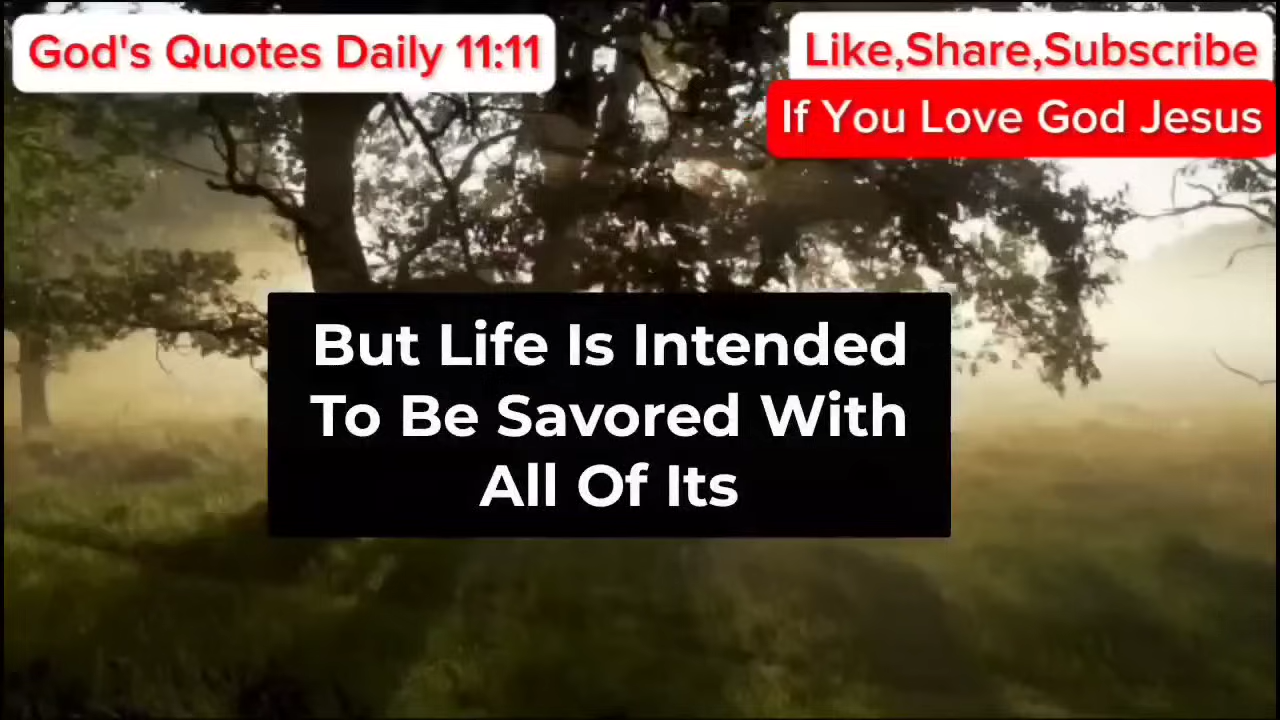 God's Quotes Daily 11:11
Like,Share,Subscribe
If You Love God Jesus
But Life Is Intended
To Be Savored With
All Of Its